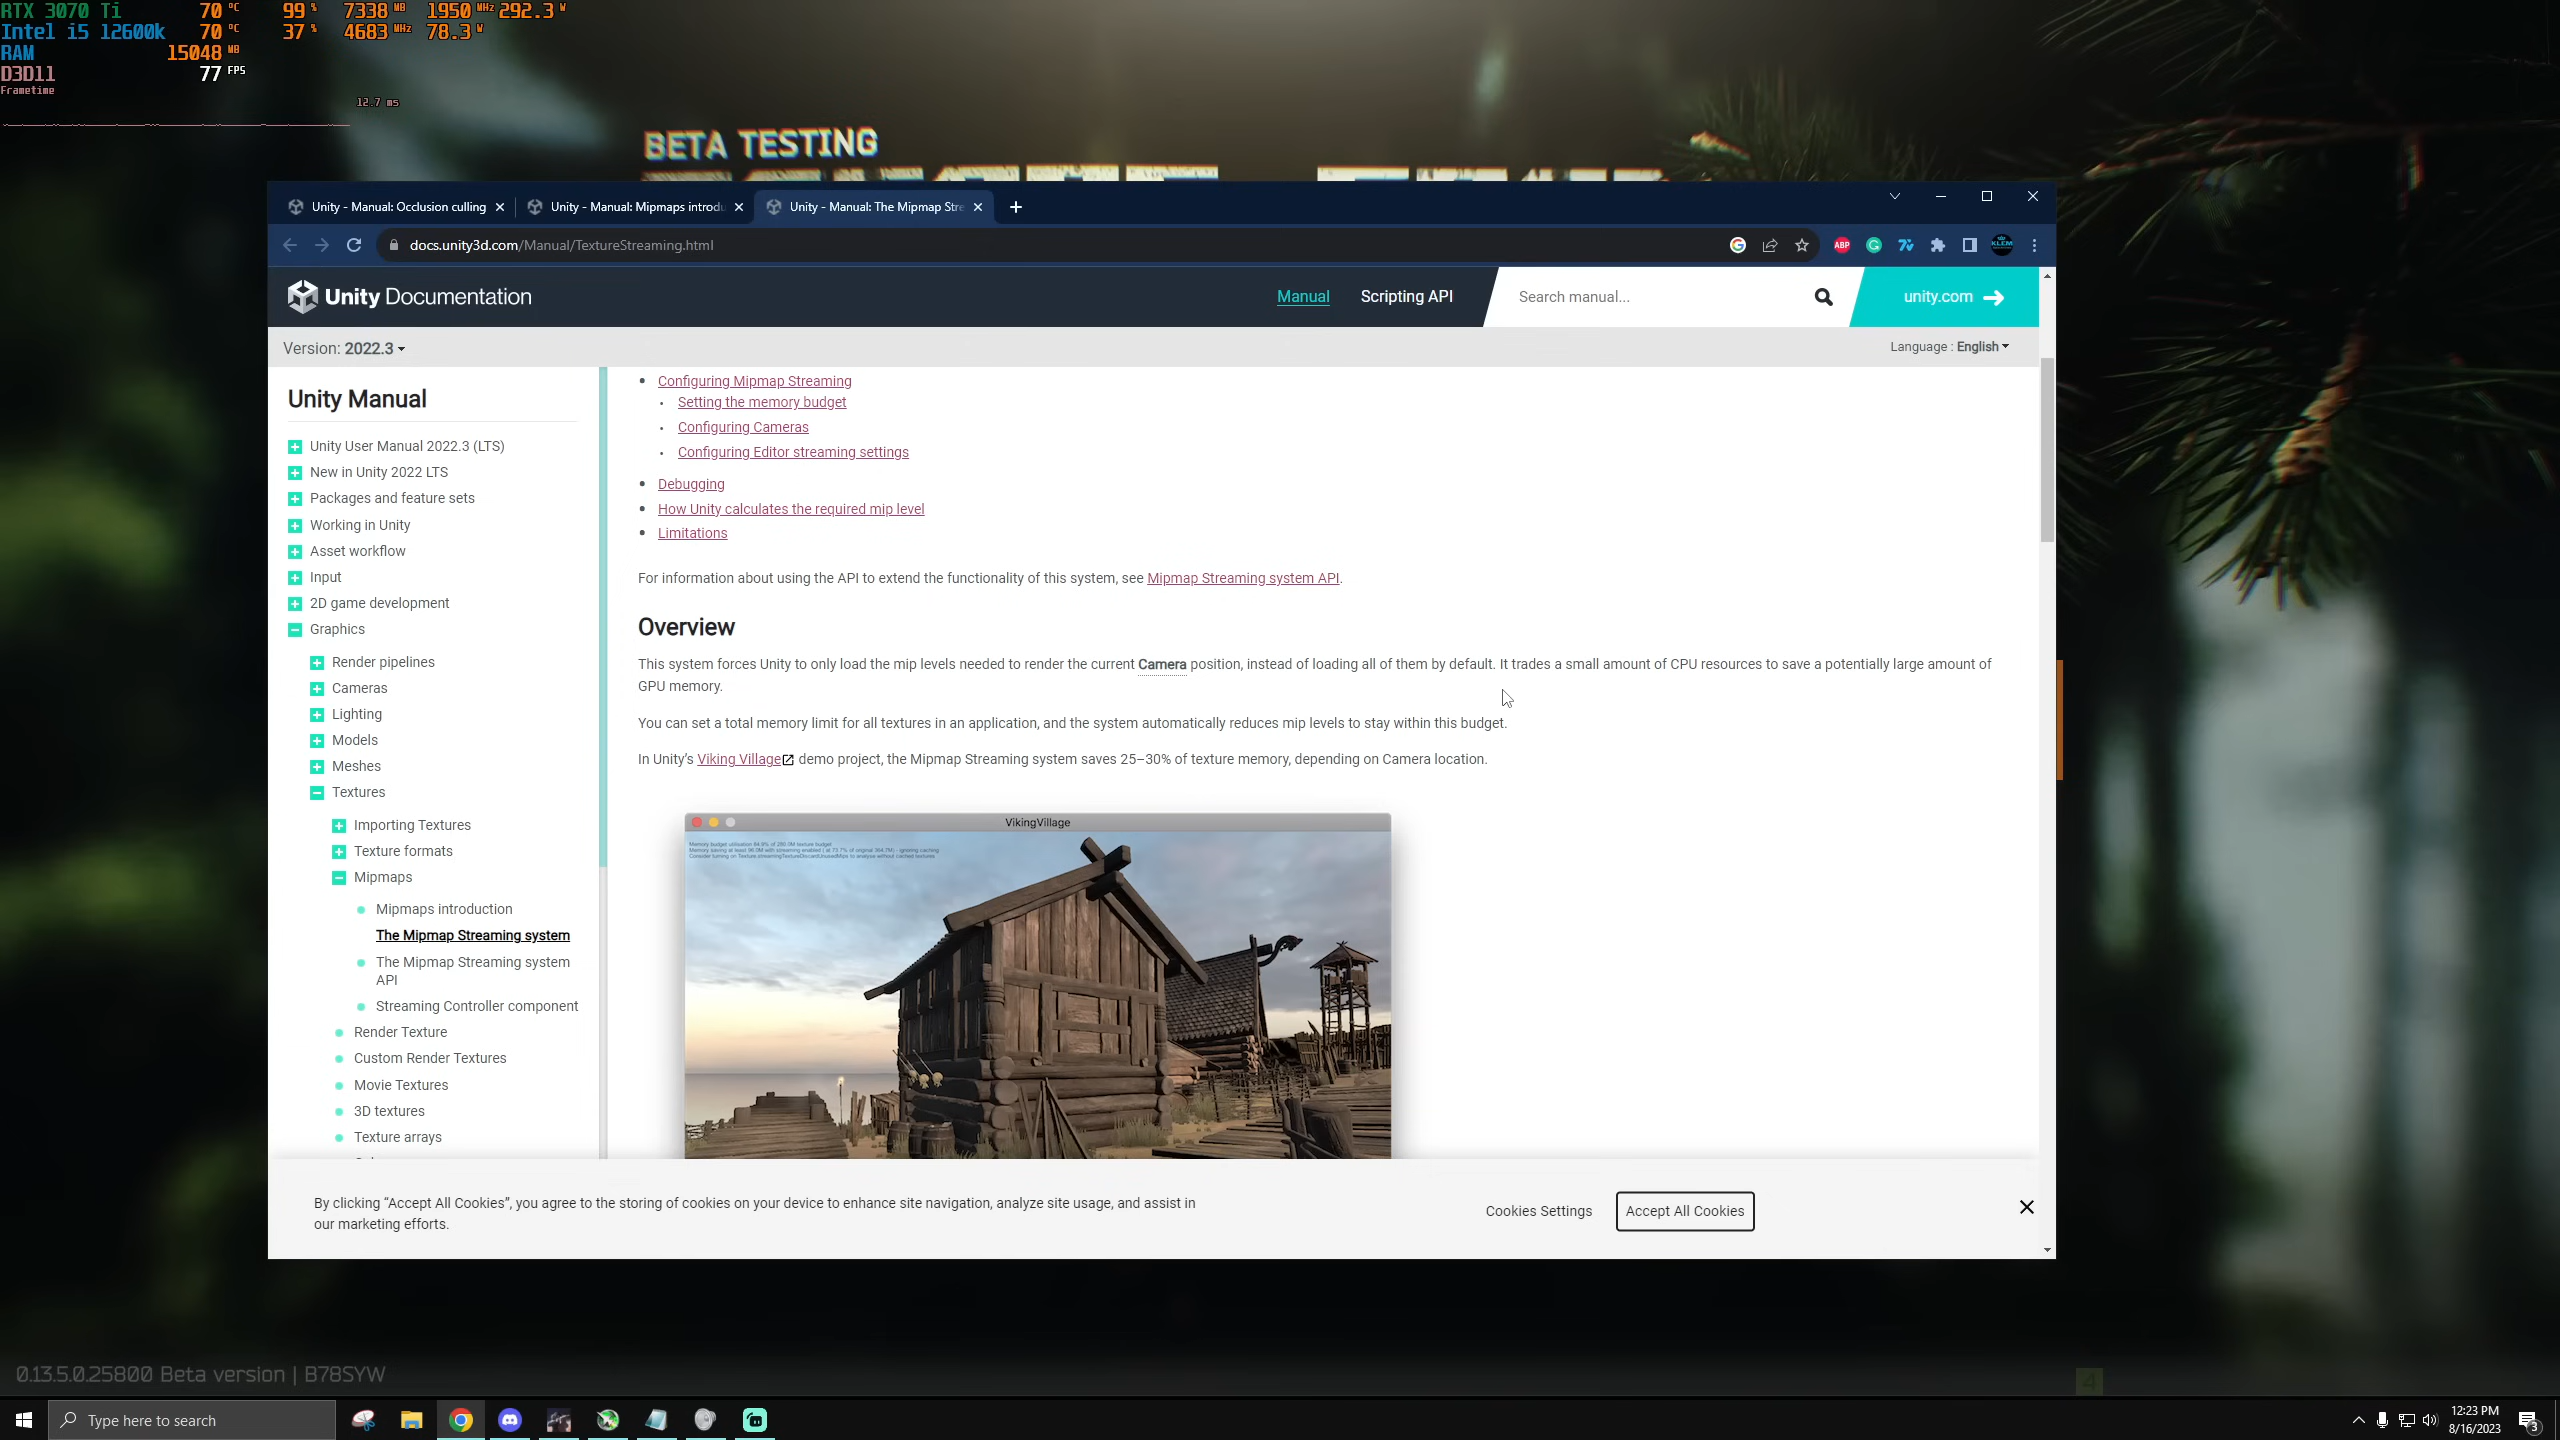 RTX 3070 Ti 70 °C 99 % 7338 MB 1950 MHz 292.3 W
Intel i5 12600k 70 °C 37 % 4683 MHz 78.3 W
RAM 15048 MB
D3D11 77 FPS
Frametime
12.7 ms
BETA TESTING
Unity - Manual: Occlusion culling
Unity - Manual: Mipmaps introdu
Unity - Manual: The Mipmap Stre
docs.unity3d.com/Manual/TextureStreaming.html
ABP
KLEM
Unity Documentation
Manual
Scripting API
Search manual...
unity.com
Version: 2022.3
Language : English
Unity Manual
Unity User Manual 2022.3 (LTS)
New in Unity 2022 LTS
Packages and feature sets
Working in Unity
Asset workflow
Input
2D game development
Graphics
Render pipelines
Cameras
Lighting
Models
Meshes
Textures
Importing Textures
Texture formats
Mipmaps
Mipmaps introduction
The Mipmap Streaming system
The Mipmap Streaming system
API
Streaming Controller component
Render Texture
Custom Render Textures
Movie Textures
3D textures
Texture arrays
Configuring Mipmap Streaming
Setting the memory budget
Configuring Cameras
Configuring Editor streaming settings
Debugging
How Unity calculates the required mip level
Limitations
For information about using the API to extend the functionality of this system, see Mipmap Streaming system API.
Overview
This system forces Unity to only load the mip levels needed to render the current Camera position, instead of loading all of them by default. It trades a small amount of CPU resources to save a potentially large amount of
GPU memory.
You can set a total memory limit for all textures in an application, and the system automatically reduces mip levels to stay within this budget.
In Unity's Viking Village demo project, the Mipmap Streaming system saves 25–30% of texture memory, depending on Camera location.
VikingVillage
By clicking “Accept All Cookies”, you agree to the storing of cookies on your device to enhance site navigation, analyze site usage, and assist in
our marketing efforts.
Cookies Settings
Accept All Cookies
0.13.5.0.25800 Beta version | B78SYW
4
Type here to search
12:23 PM
8/16/2023
3